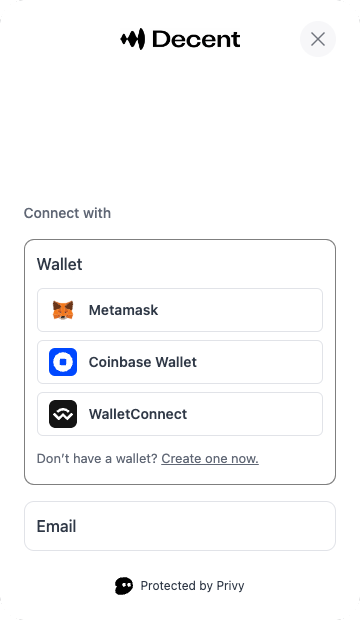 Decent
Connect with
Wallet
Metamask
Coinbase Wallet
WalletConnect
Don’t have a wallet? Create one now.
Email
Protected by Privy